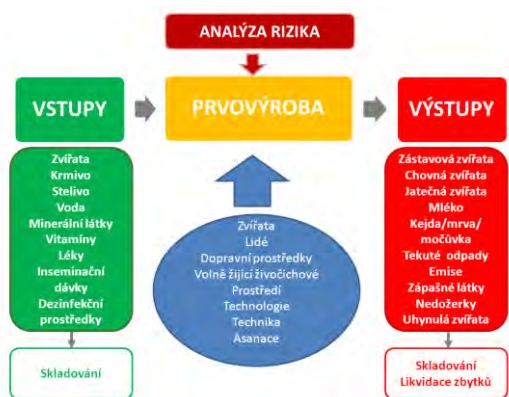 ANALÝZA RIZIKA
VSTUPY
PRVOVÝROBA
VÝSTUPY
Zvířata
Krmivo
Stelivo
Voda
Minerální látky
Vitamíny
Léky
Inseminační
dávky
Dezinfekční
prostředky
Skladování
Zvířata
Lidé
Dopravní prostředky
Volně žijící živočichové
Prostředí
Technologie
Technika
Asanace
Zástavová zvířata
Chovná zvířata
Jatečná zvířata
Mléko
Kejda/mrva/
močůvka
Tekuté odpady
Emise
Zápašné látky
Nedožerky
Uhynulá zvířata
Skladování
Likvidace zbytků